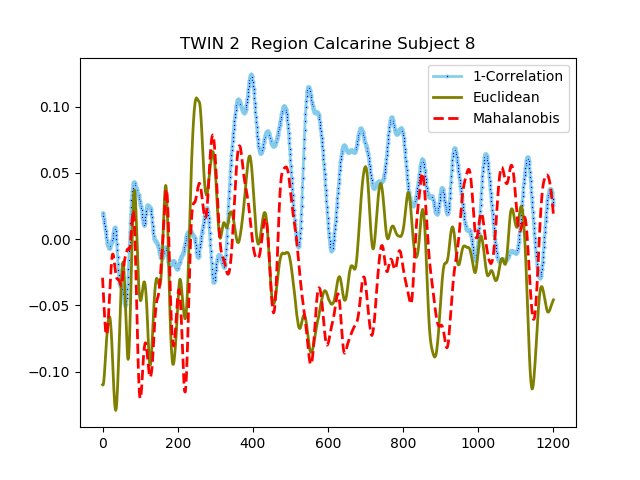 TWIN 2  Region Calcarine Subject 8
1-Correlation
Euclidean
Mahalanobis
0.10
0.05
0.00
−0.05
−0.10
0 200 400 600 800 1000 1200